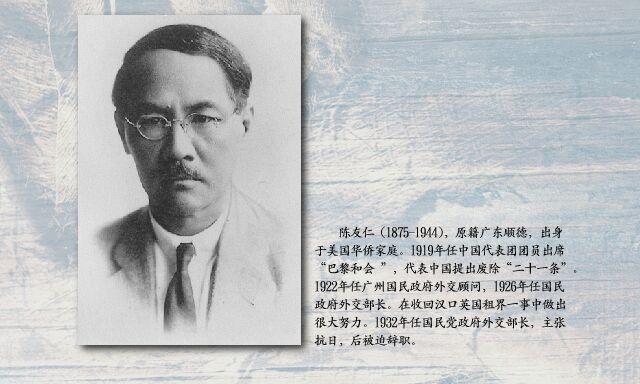 陈友仁（1875-1944），原籍广东顺德，出身
于美国华侨家庭。1919年任中国代表团团员出席
“巴黎和会 ”，代表中国提出废除“二十一条”。
1922年任广州国民政府外交顾问，1926年任国民
政府外交部长。在收回汉口英国租界一事中做出
很大努力。1932年任国民党政府外交部长，主张
抗日，后被迫辞职。